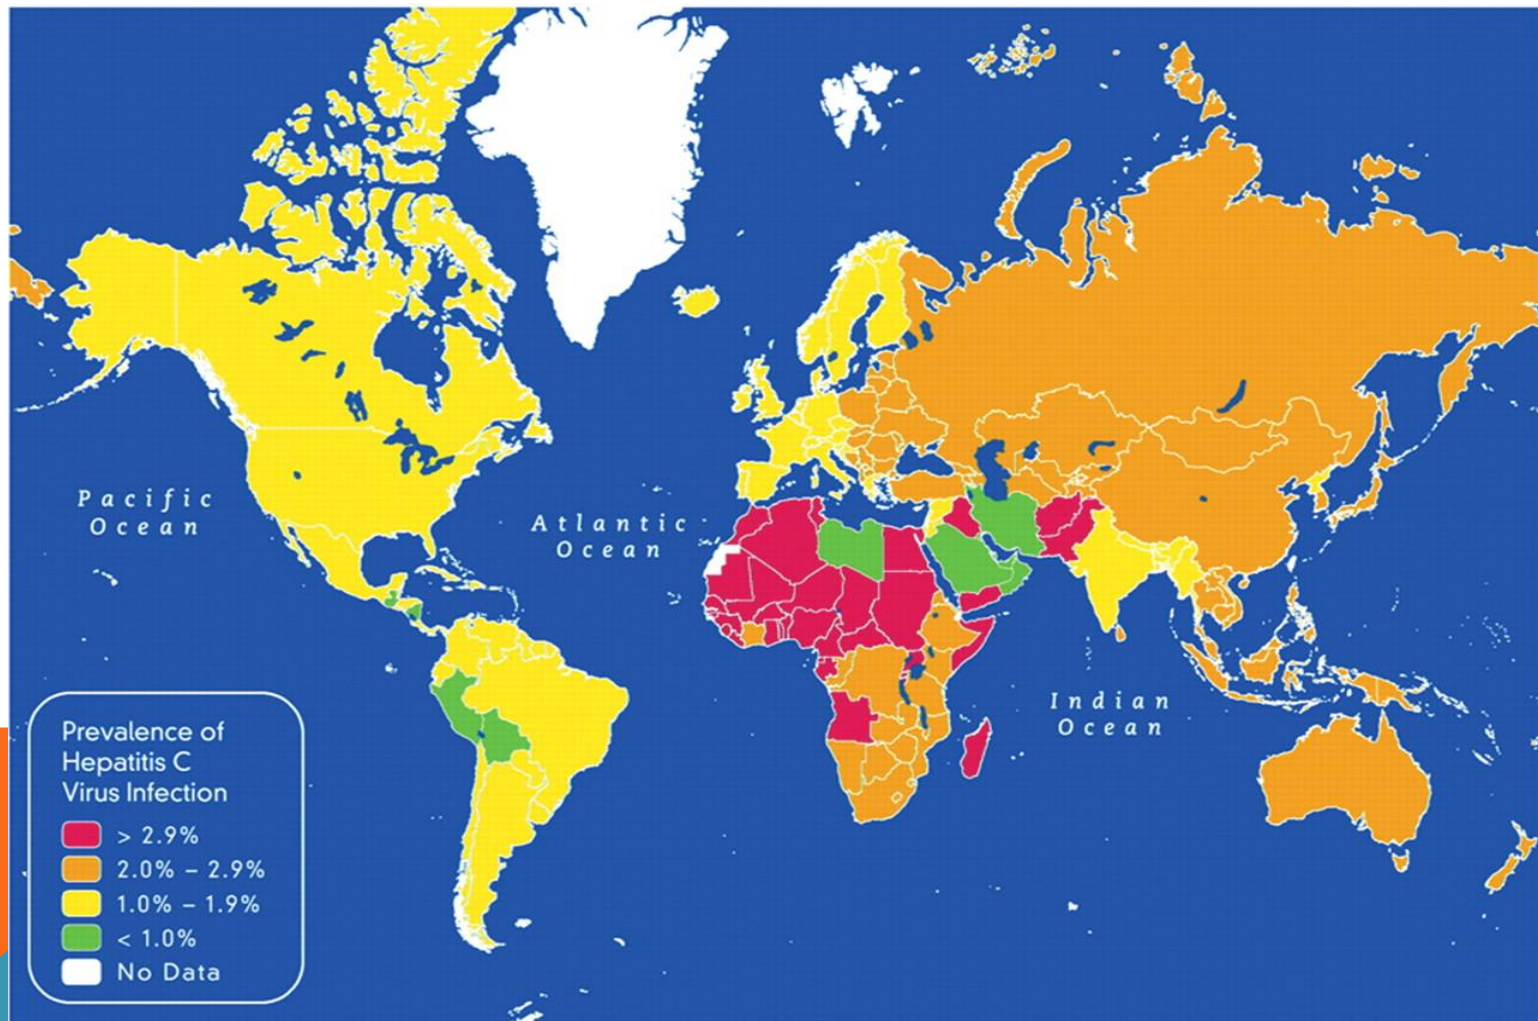 Pacific
Ocean
Atlantic
Ocean
Indian
Ocean
Prevalence of
Hepatitis C
Virus Infection
> 2.9%
2.0% – 2.9%
1.0% – 1.9%
< 1.0%
No Data